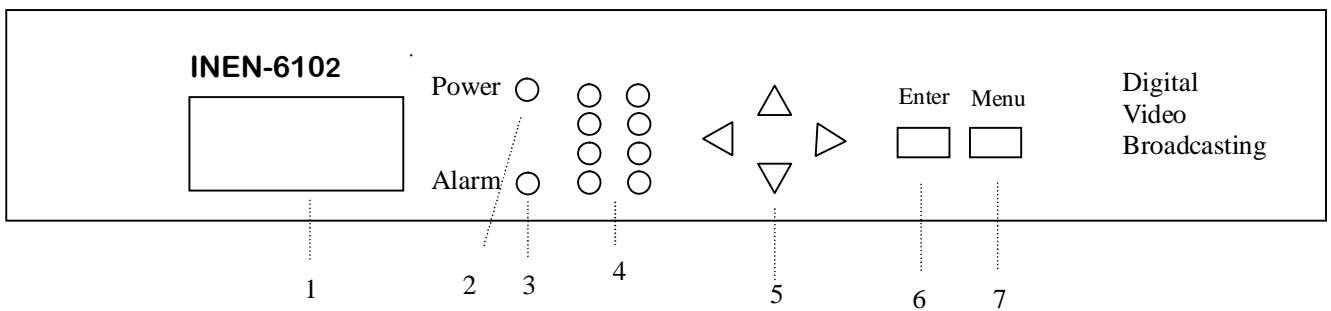 INEN-6102
Power
Alarm
Enter Menu
Digital
Video
Broadcasting
1 2 3 4 5 6 7